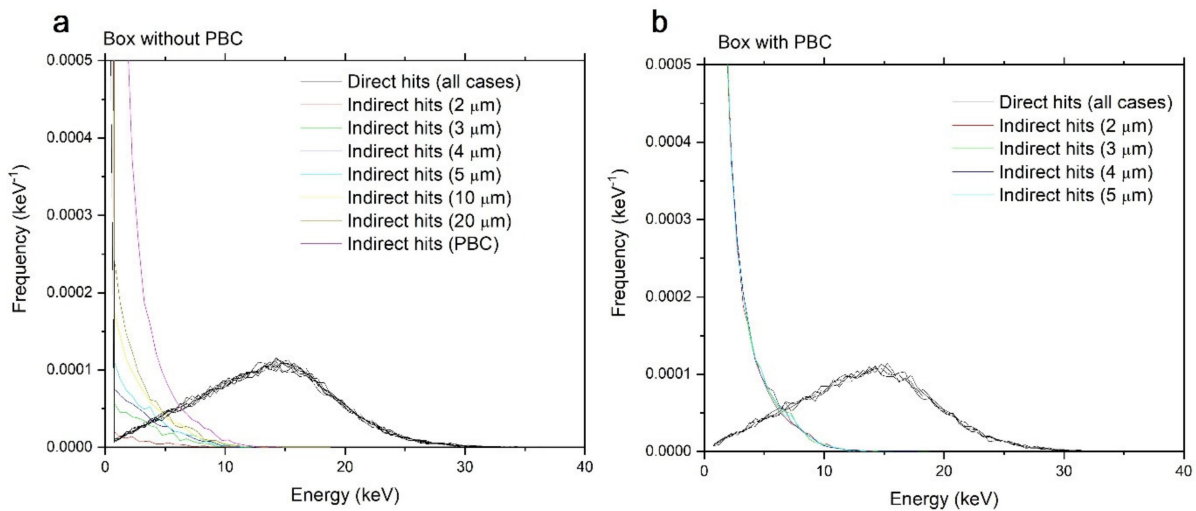 a
Box without PBC
0.0005
0.0004
0.0003
0.0002
0.0001
0.0000
Frequency (keV⁻¹)
Direct hits (all cases)
Indirect hits (2 μm)
Indirect hits (3 μm)
Indirect hits (4 μm)
Indirect hits (5 μm)
Indirect hits (10 μm)
Indirect hits (20 μm)
Indirect hits (PBC)
0 10 20 30 40
Energy (keV)
b
Box with PBC
0.0005
0.0004
0.0003
0.0002
0.0001
0.0000
Frequency (keV⁻¹)
Direct hits (all cases)
Indirect hits (2 μm)
Indirect hits (3 μm)
Indirect hits (4 μm)
Indirect hits (5 μm)
0 10 20 30 40
Energy (keV)